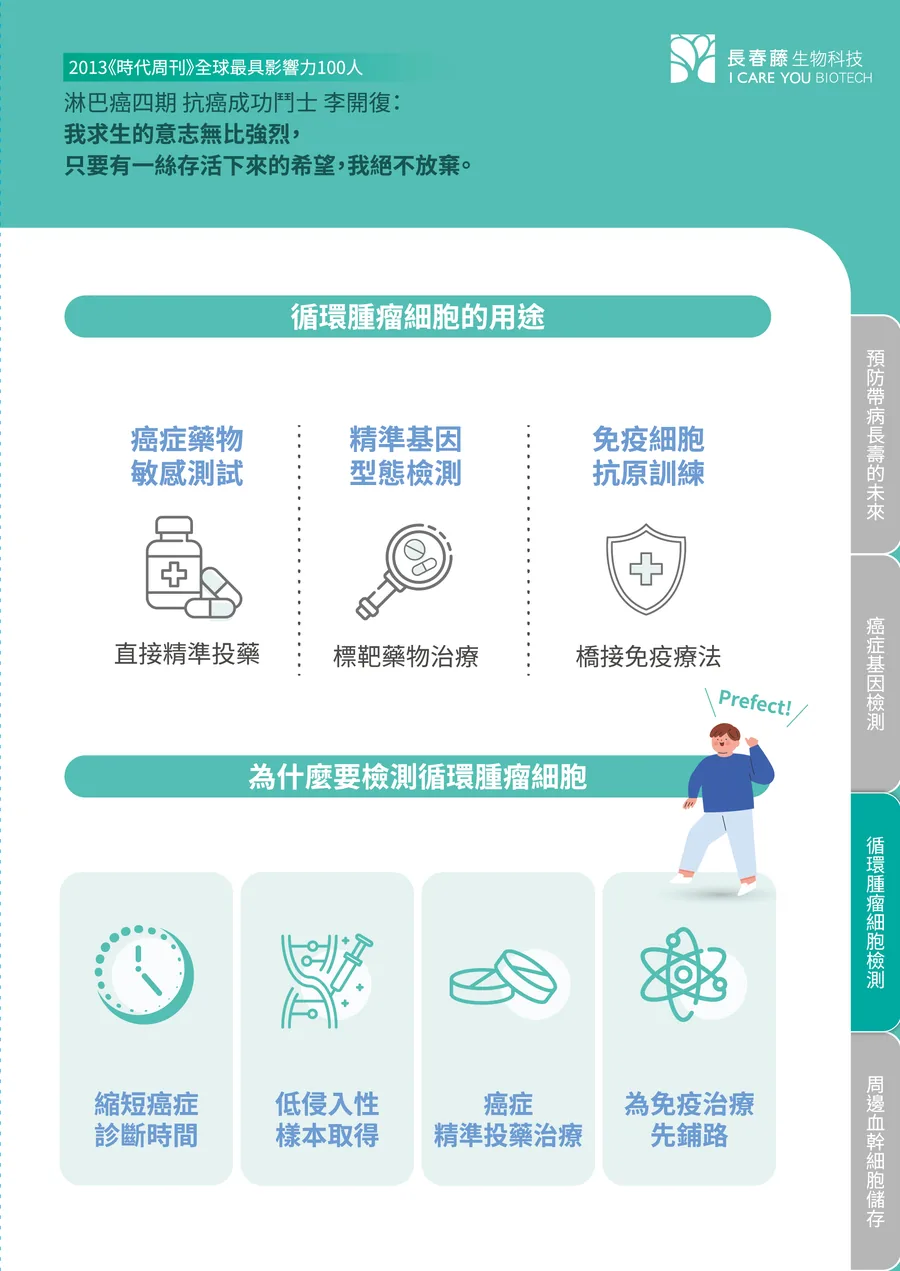 2013《時代周刊》全球最具影響力100人
淋巴癌四期 抗癌成功鬥士 李開復:
我求生的意志無比強烈,
只要有一絲存活下來的希望,我絕不放棄。
長春藤生物科技
I CARE YOU BIOTECH
循環腫瘤細胞的用途
癌症藥物
敏感測試
直接精準投藥
精準基因
型態檢測
標靶藥物治療
免疫細胞
抗原訓練
橋接免疫療法
Prefect!
為什麼要檢測循環腫瘤細胞
縮短癌症
診斷時間
低侵入性
樣本取得
癌症
精準投藥治療
為免疫治療
先鋪路
預防帶病長壽的未來
癌症基因檢測
循環腫瘤細胞檢測
周邊血幹細胞儲存